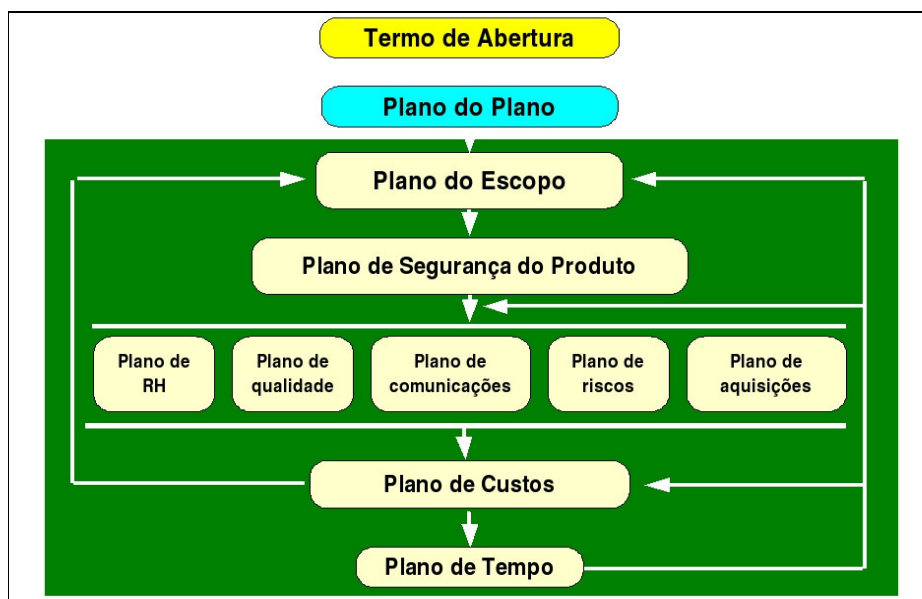 Termo de Abertura
Plano do Plano
Plano do Escopo
Plano de Segurança do Produto
Plano de
RH
Plano de
qualidade
Plano de
comunicações
Plano de
riscos
Plano de
aquisições
Plano de Custos
Plano de Tempo